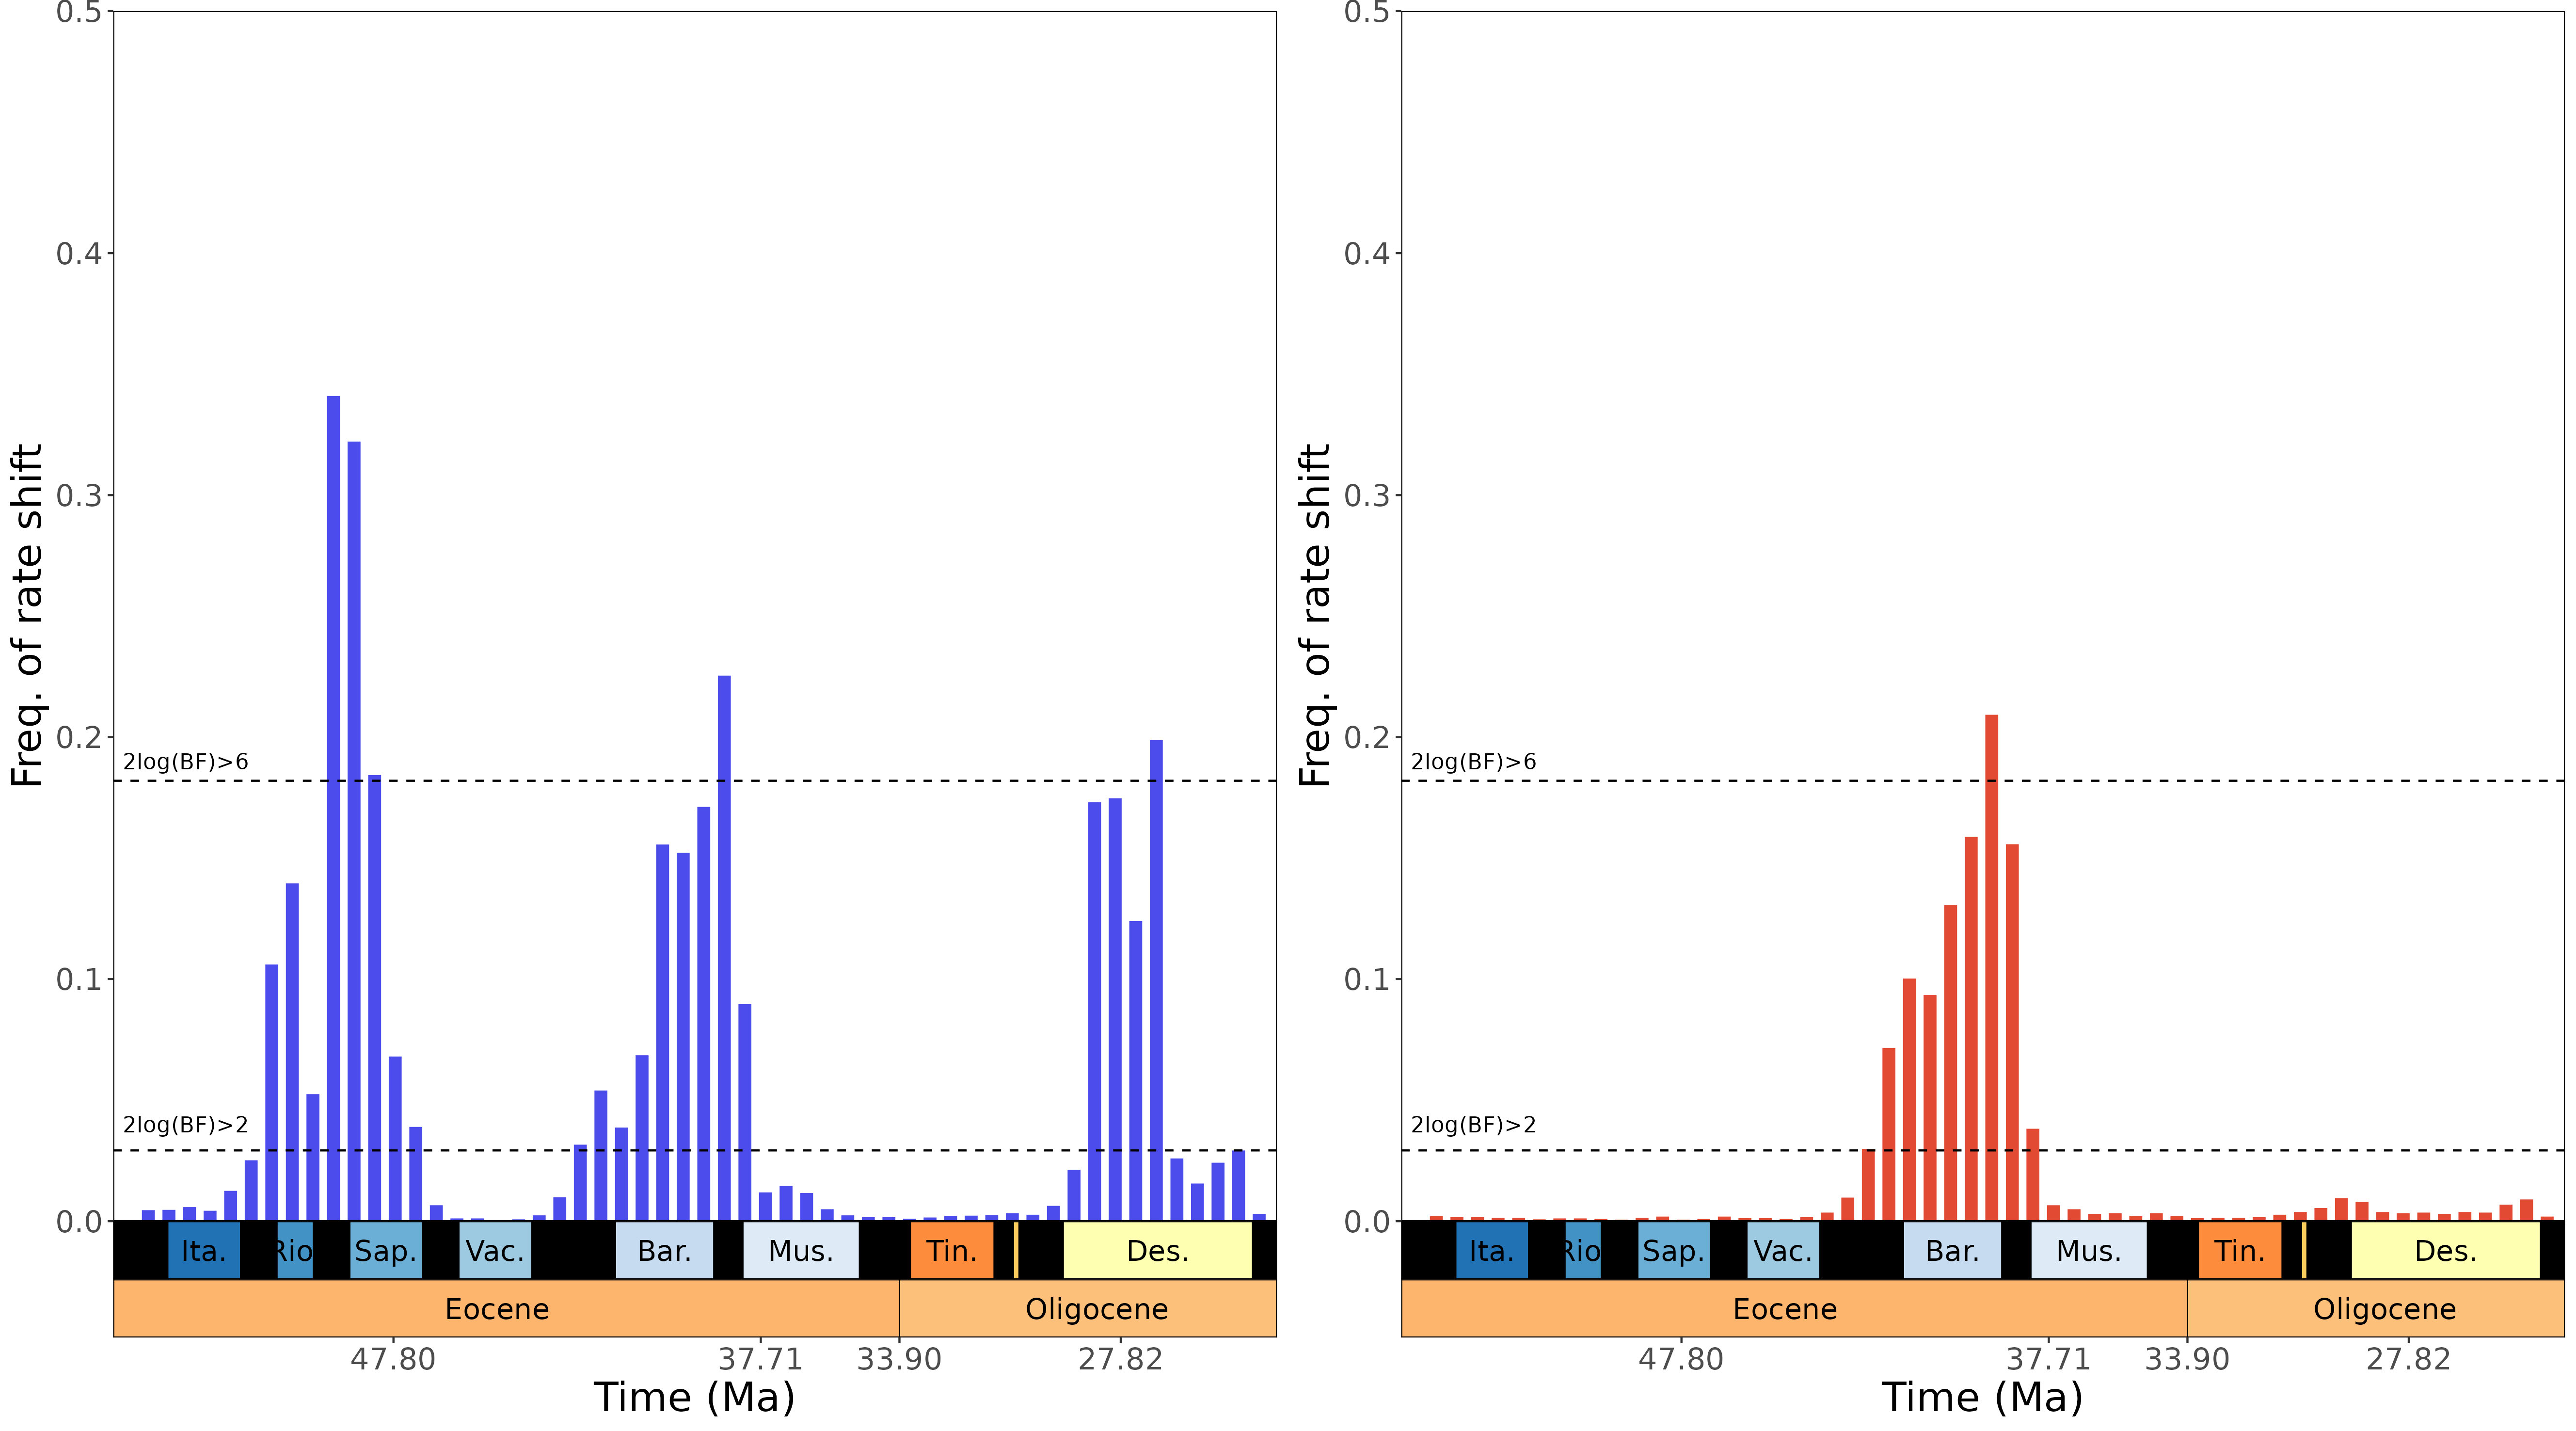 Freq. of rate shift
0.5
0.4
0.3
0.2
0.1
0.0
2log(BF)>6
2log(BF)>2
Ita. Rio Sap. Vac. Bar. Mus. Tin. Des.
Eocene Oligocene
47.80 37.71 33.90 27.82
Time (Ma)
Freq. of rate shift
0.5
0.4
0.3
0.2
0.1
0.0
2log(BF)>6
2log(BF)>2
Ita. Rio Sap. Vac. Bar. Mus. Tin. Des.
Eocene Oligocene
47.80 37.71 33.90 27.82
Time (Ma)